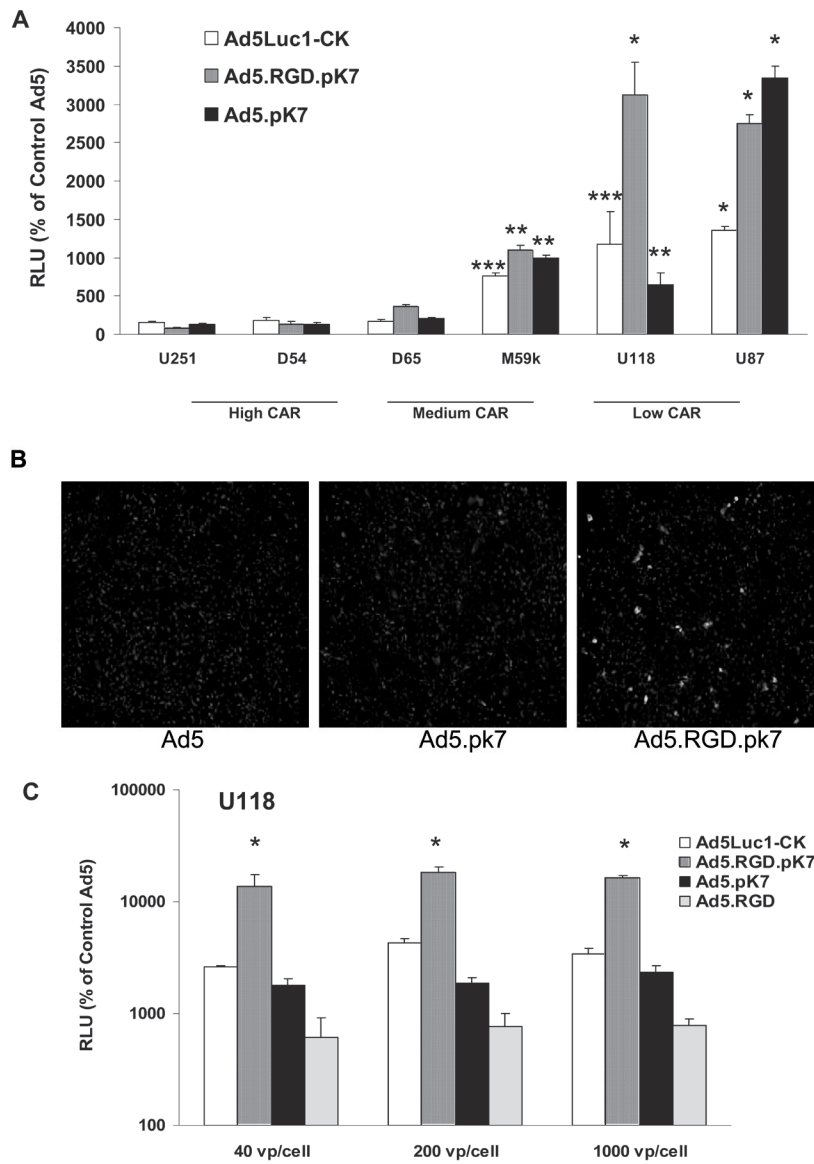 A
Ad5Luc1-CK
Ad5.RGD.pK7
Ad5.pK7
RLU (% of Control Ad5)
4000
3500
3000
2500
2000
1500
1000
500
0
*
*
*
***
*
**
**
***
**
U251 D54 D65 M59k U118 U87
High CAR Medium CAR Low CAR
B
Ad5 Ad5.pk7 Ad5.RGD.pk7
C
U118
RLU (% of Control Ad5)
100000
10000
1000
100
* * *
Ad5Luc1-CK
Ad5.RGD.pK7
Ad5.pK7
Ad5.RGD
40 vp/cell 200 vp/cell 1000 vp/cell